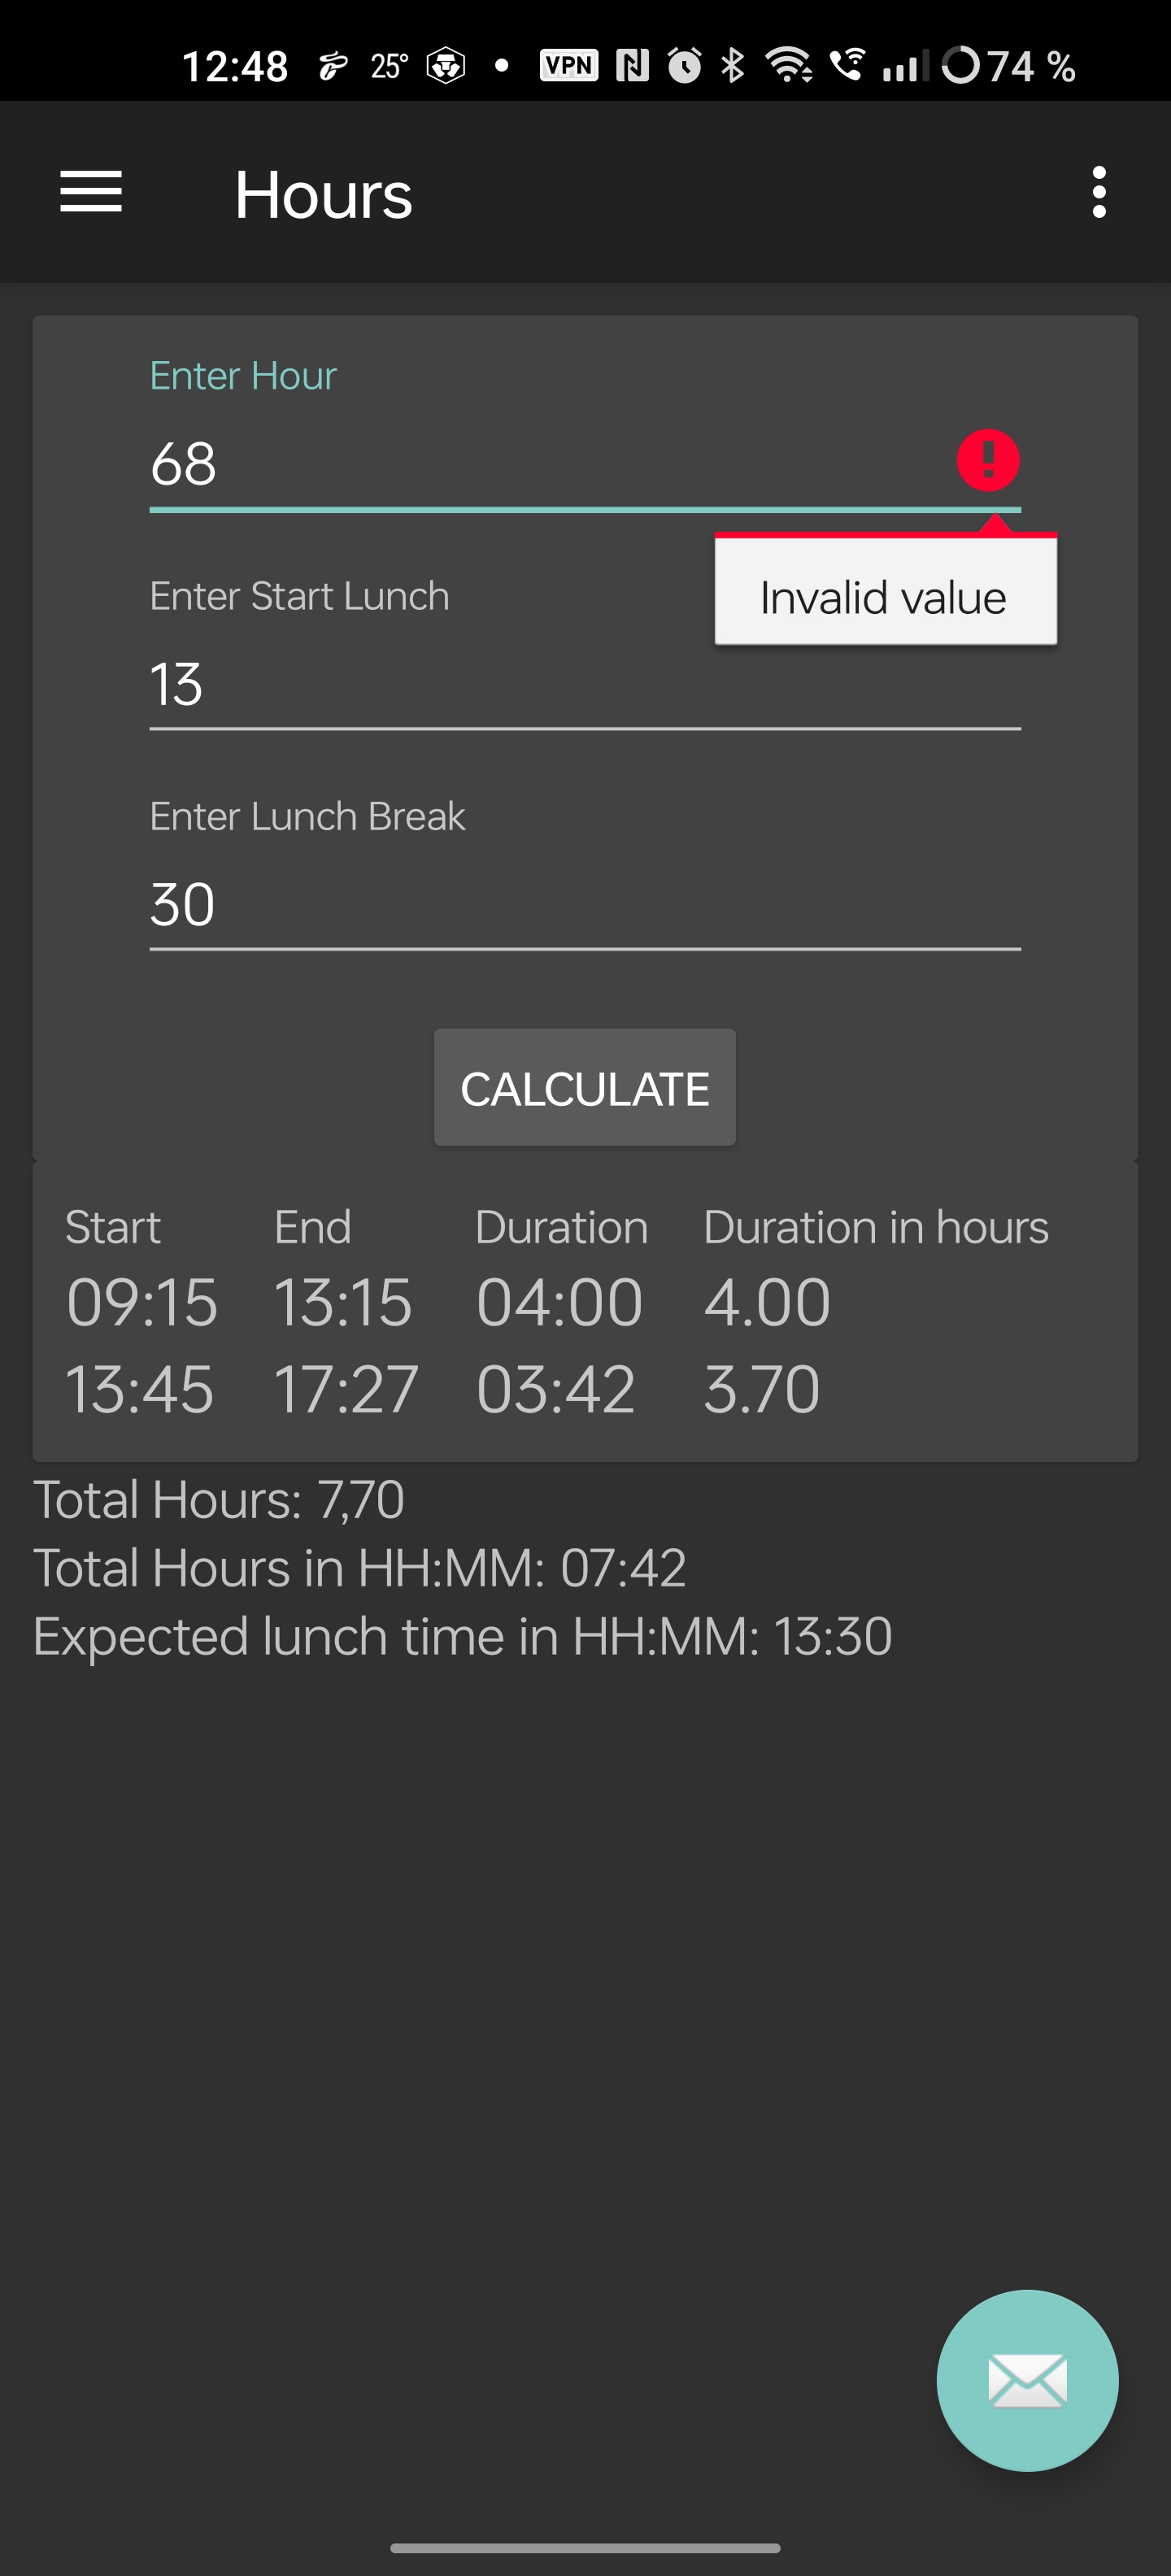 12:48 25° VPN 74 %
Hours
Enter Hour
68
Invalid value
Enter Start Lunch
13
Enter Lunch Break
30
CALCULATE
Start End Duration Duration in hours
09:15 13:15 04:00 4.00
13:45 17:27 03:42 3.70
Total Hours: 7,70
Total Hours in HH:MM: 07:42
Expected lunch time in HH:MM: 13:30